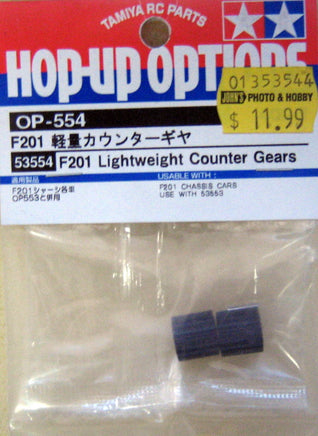 TAMIYA RC PARTS
HOP-UP OPTIONS
01 353544
JOHN'S PHOTO & HOBBY
$ 11.99
OP-554
F201 軽量カウンターギヤ
53554 F201 Lightweight Counter Gears
適用製品
F201シャーシ各車
OP553と併用
USABLE WITH :
F201 CHASSIS CARS
USE WITH 53553